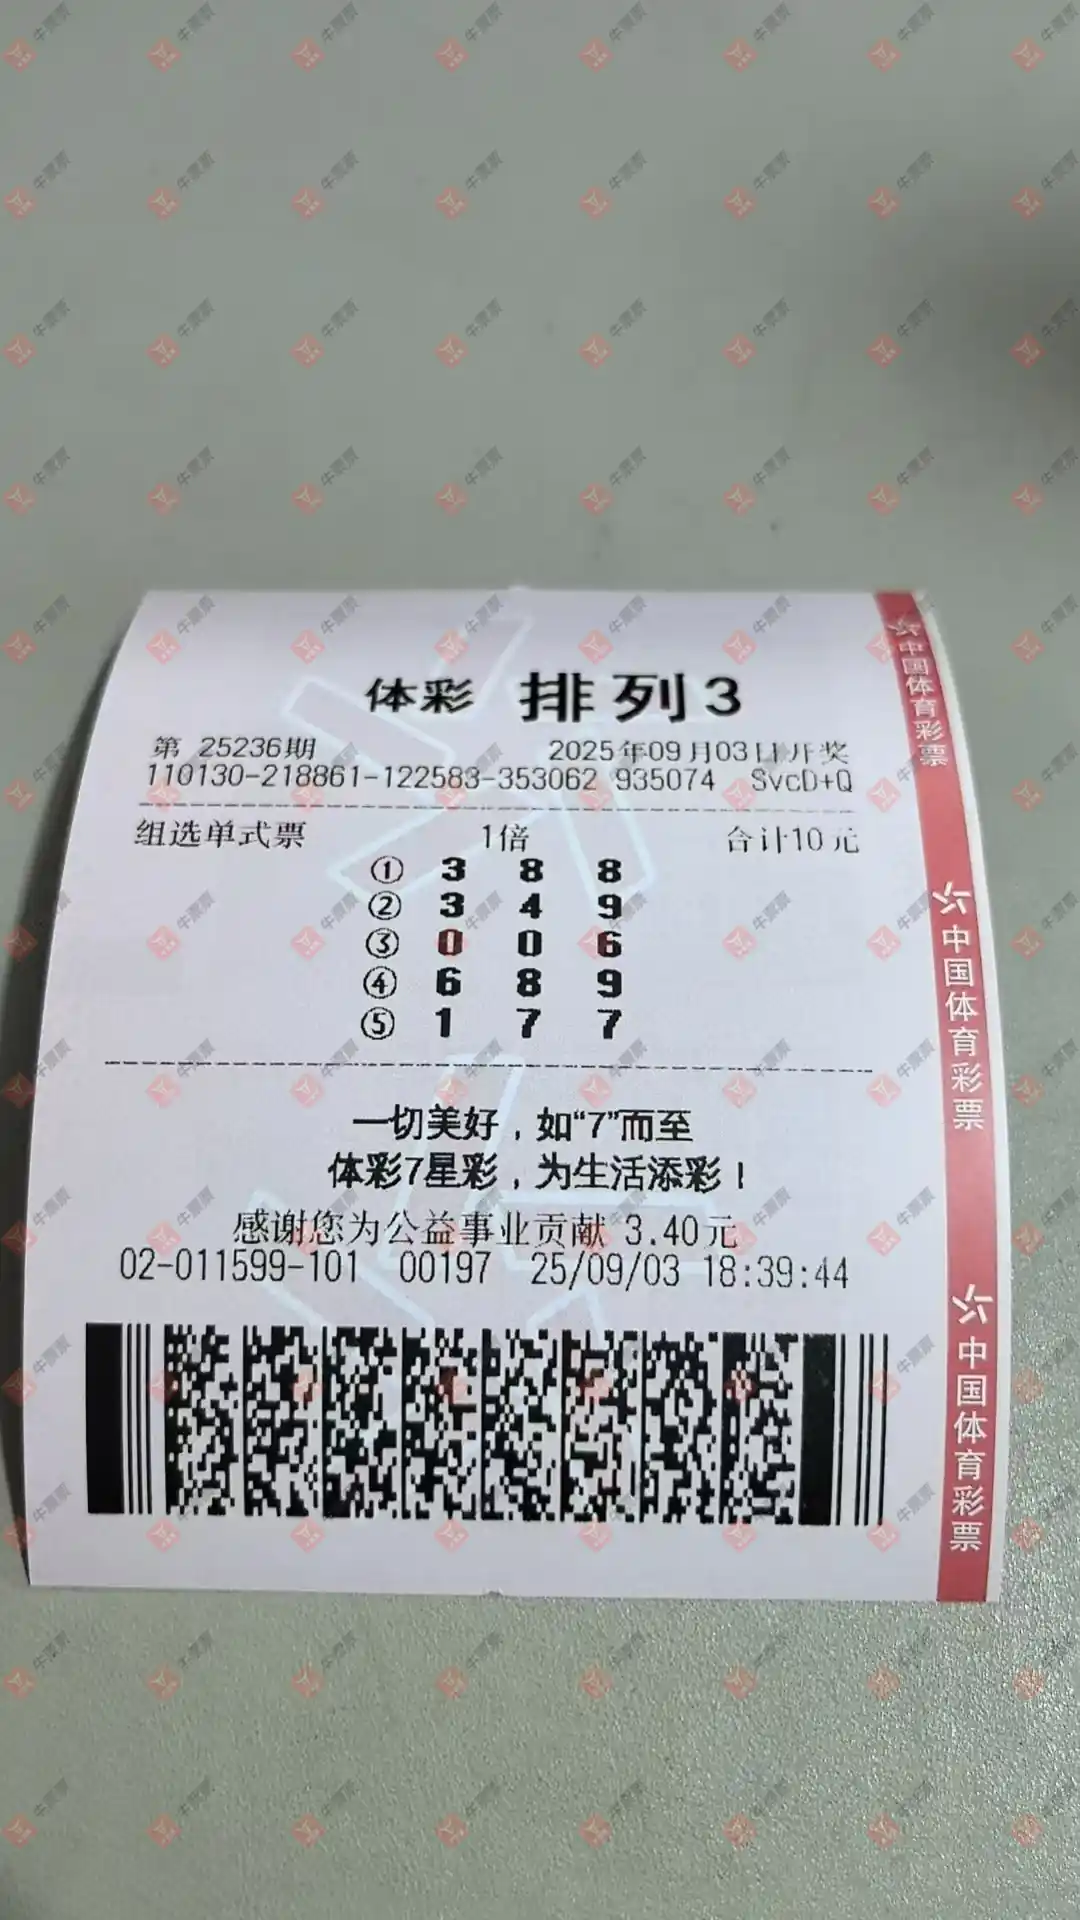 体彩 排列3
第 25236期 2025年09月03日开奖
110130-218861-122583-353062 935074 SvcD+Q
组选单式票 1倍 合计10元
① 3 8 8
② 3 4 9
③ 0 0 6
④ 6 8 9
⑤ 1 7 7
一切美好，如“7”而至
体彩7星彩，为生活添彩！
感谢您为公益事业贡献 3.40元
02-011599-101 00197 25/09/03 18:39:44
中国体育彩票
中国体育彩票
中国体育彩票
牛票票